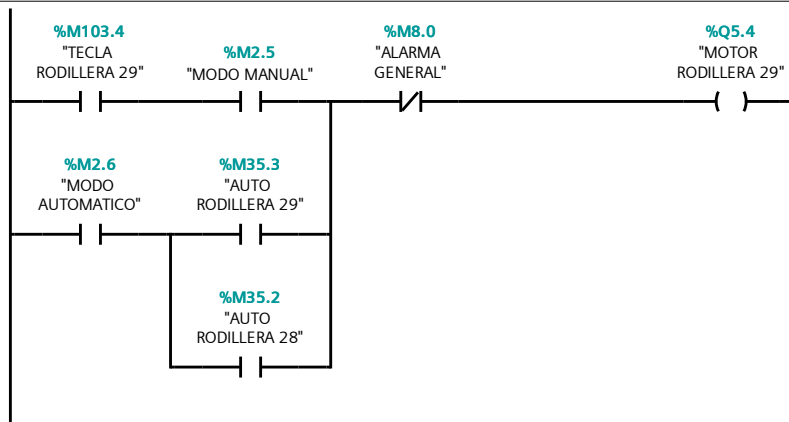 %M103.4
"TECLA
RODILLERA 29"
%M2.5
"MODO MANUAL"
%M8.0
"ALARMA
GENERAL"
%Q5.4
"MOTOR
RODILLERA 29"
%M2.6
"MODO
AUTOMATICO"
%M35.3
"AUTO
RODILLERA 29"
%M35.2
"AUTO
RODILLERA 28"